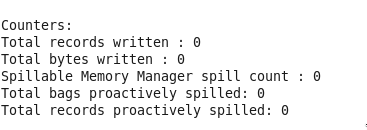 Counters:
Total records written : 0
Total bytes written : 0
Spillable Memory Manager spill count : 0
Total bags proactively spilled: 0
Total records proactively spilled: 0